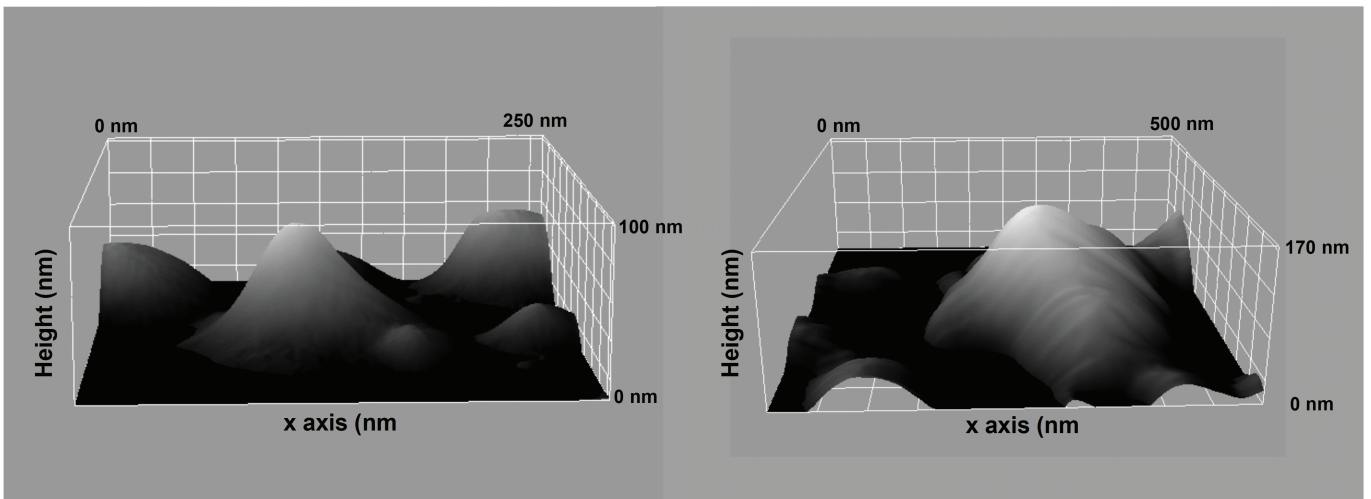 0 nm
250 nm
100 nm
Height (nm)
0 nm
x axis (nm
0 nm
500 nm
170 nm
Height (nm)
0 nm
x axis (nm